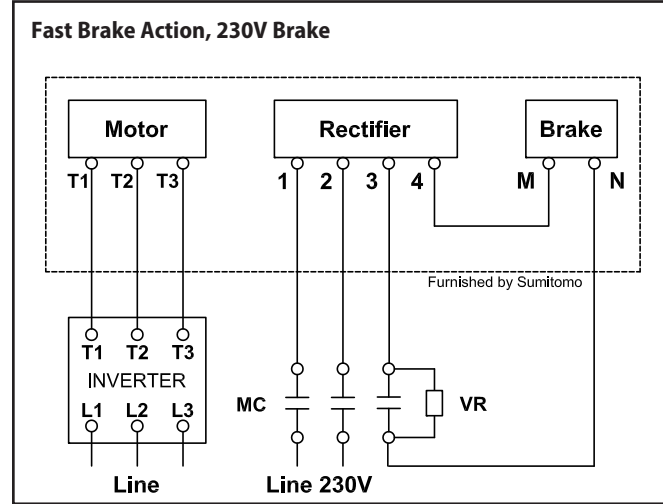 Fast Brake Action, 230V Brake
Motor Rectifier Brake
T1 T2 T3 1 2 3 4 M N
Furnished by Sumitomo
T1 T2 T3
INVERTER
MC VR
L1 L2 L3
Line Line 230V